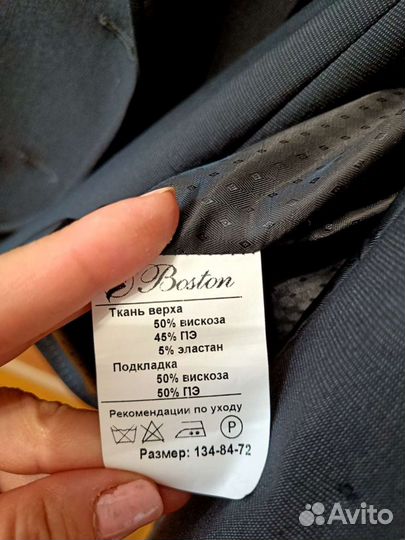 Boston
Ткань верха
50% вискоза
45% ПЭ
5% эластан
Подкладка
50% вискоза
50% ПЭ
Рекомендации по уходу
P
Размер: 134-84-72
Avito